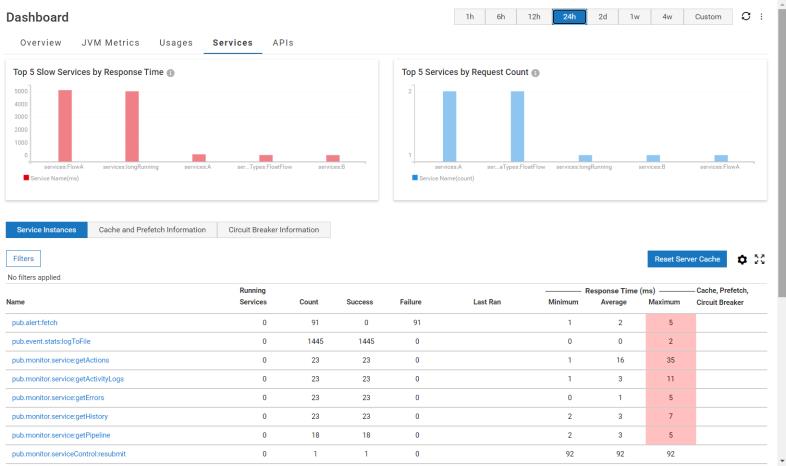 Dashboard
1h 6h 12h 24h 2d 1w 4w Custom
Overview JVM Metrics Usages Services APIs
Top 5 Slow Services by Response Time
5000
4000
3000
2000
1000
0
services:FlowA services:longRunning services:A ser...Types:FloatFlow services:B
Service Name(ms)
Top 5 Services by Request Count
2
1
services:A ser...aTypes:FloatFlow services:longRunning services:B services:FlowA
Service Name(count)
Service Instances Cache and Prefetch Information Circuit Breaker Information
Filters Reset Server Cache
No filters applied
Name Running Services Count Success Failure Last Ran Response Time (ms) Minimum Average Maximum Cache, Prefetch, Circuit Breaker
pub.alert:fetch 0 91 0 91 1 2 5
pub.event.stats:logToFile 0 1445 1445 0 0 0 2
pub.monitor.service:getActions 0 23 23 0 1 16 35
pub.monitor.service:getActivityLogs 0 23 23 0 1 3 11
pub.monitor.service:getErrors 0 23 23 0 0 1 5
pub.monitor.service:getHistory 0 23 23 0 2 3 7
pub.monitor.service:getPipeline 0 18 18 0 2 3 5
pub.monitor.serviceControl:resubmit 0 1 1 0 92 92 92